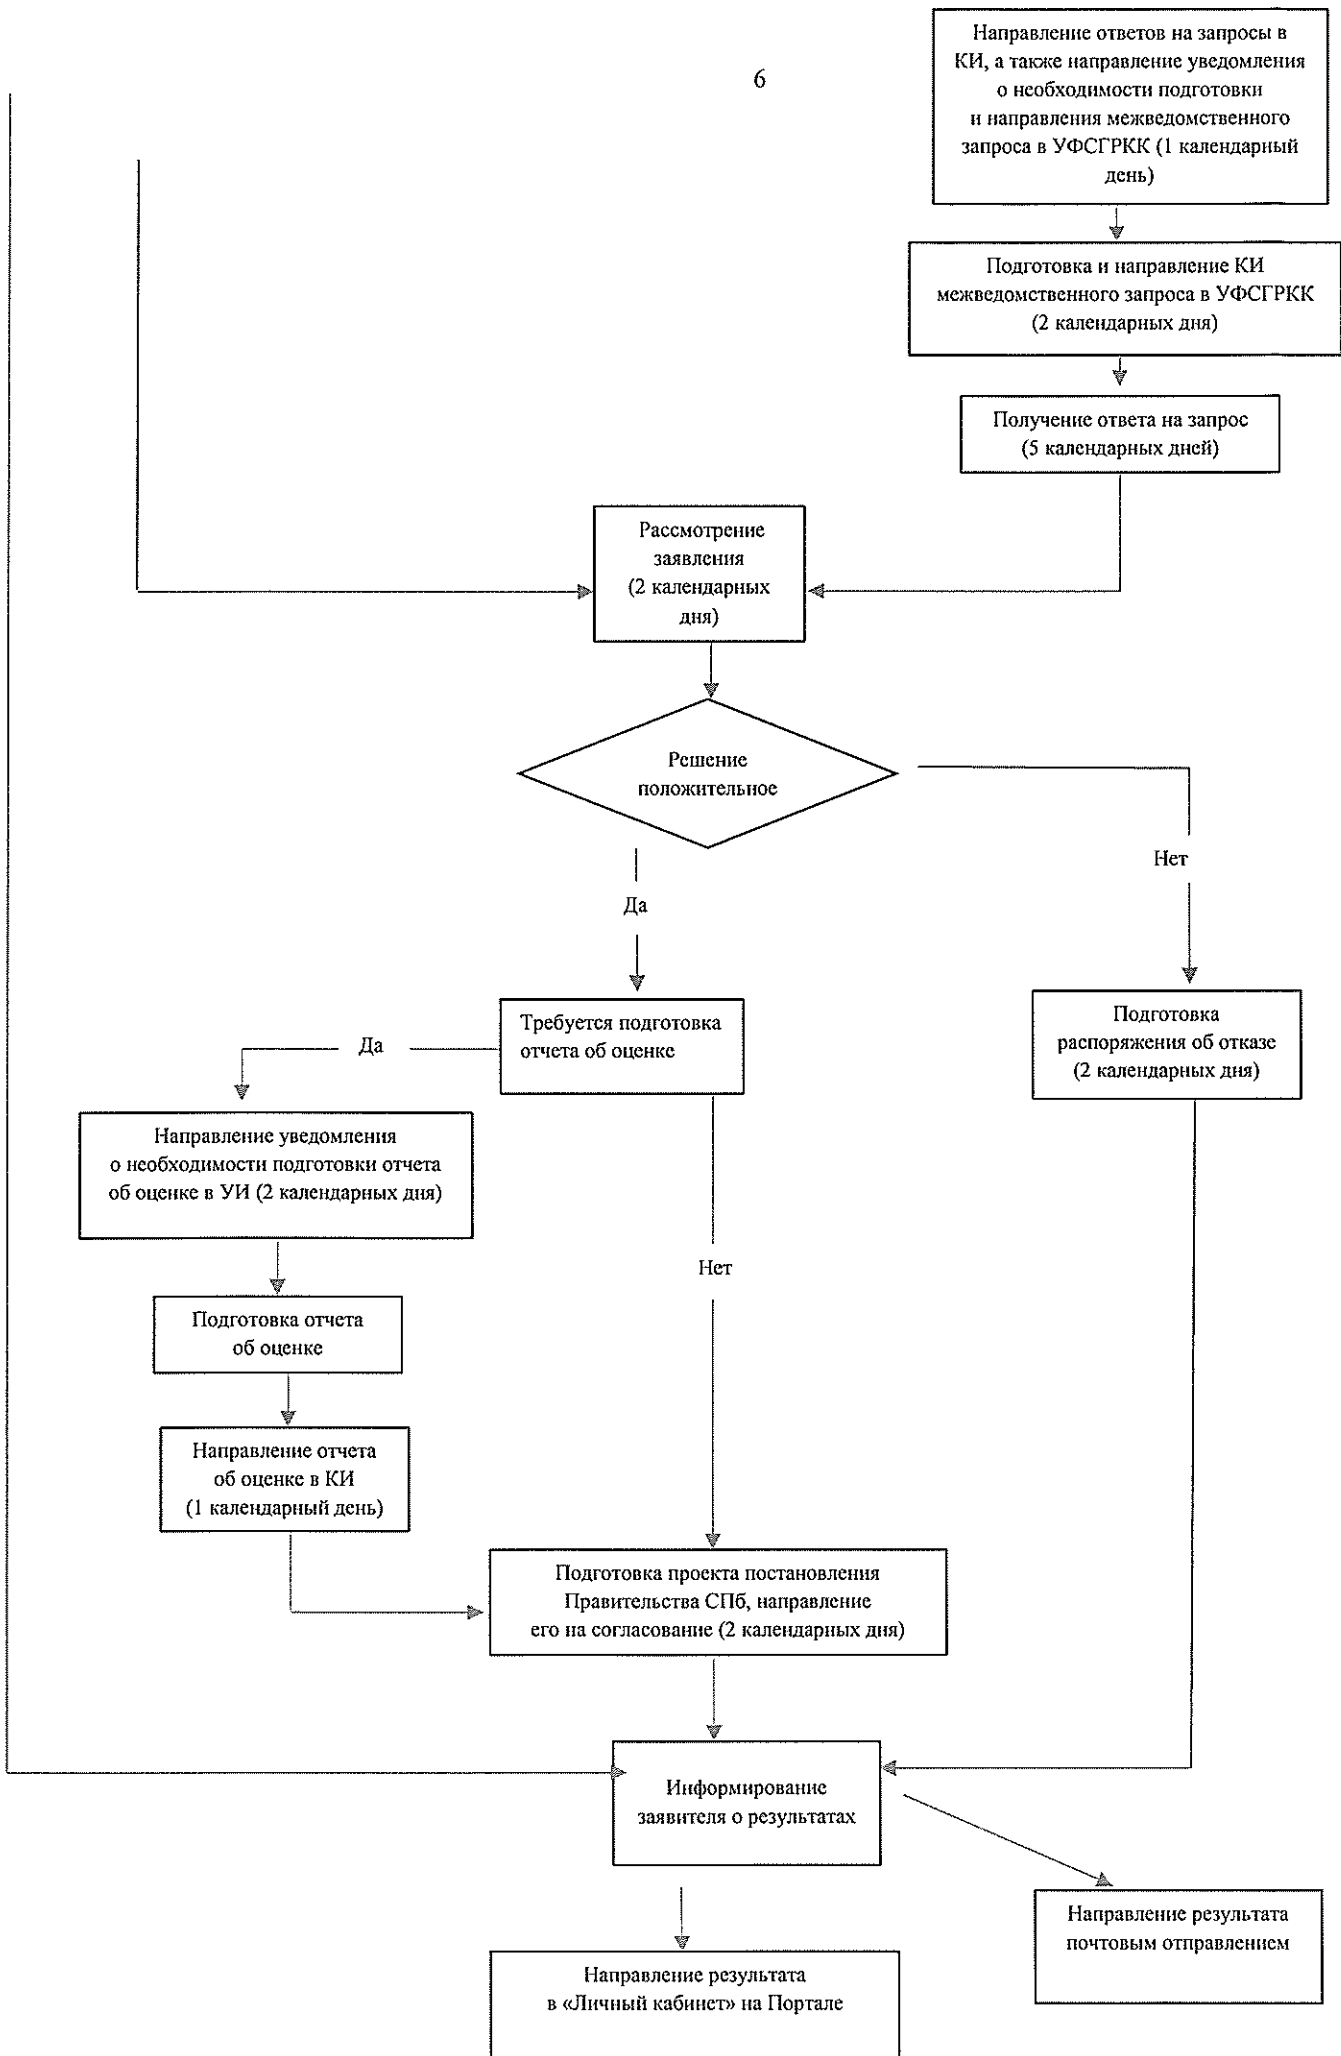 6
Направление ответов на запросы в
КИ, а также направление уведомления
о необходимости подготовки
и направления межведомственного
запроса в УФСГРКК (1 календарный
день)
Подготовка и направление КИ
межведомственного запроса в УФСГРКК
(2 календарных дня)
Получение ответа на запрос
(5 календарных дней)
Рассмотрение
заявления
(2 календарных
дня)
Решение
положительное
Нет
Да
Требуется подготовка
отчета об оценке
Да
Подготовка
распоряжения об отказе
(2 календарных дня)
Направление уведомления
о необходимости подготовки отчета
об оценке в УИ (2 календарных дня)
Нет
Подготовка отчета
об оценке
Направление отчета
об оценке в КИ
(1 календарный день)
Подготовка проекта постановления
Правительства СПб, направление
его на согласование (2 календарных дня)
Информирование
заявителя о результатах
Направление результата
почтовым отправлением
Направление результата
в «Личный кабинет» на Портале